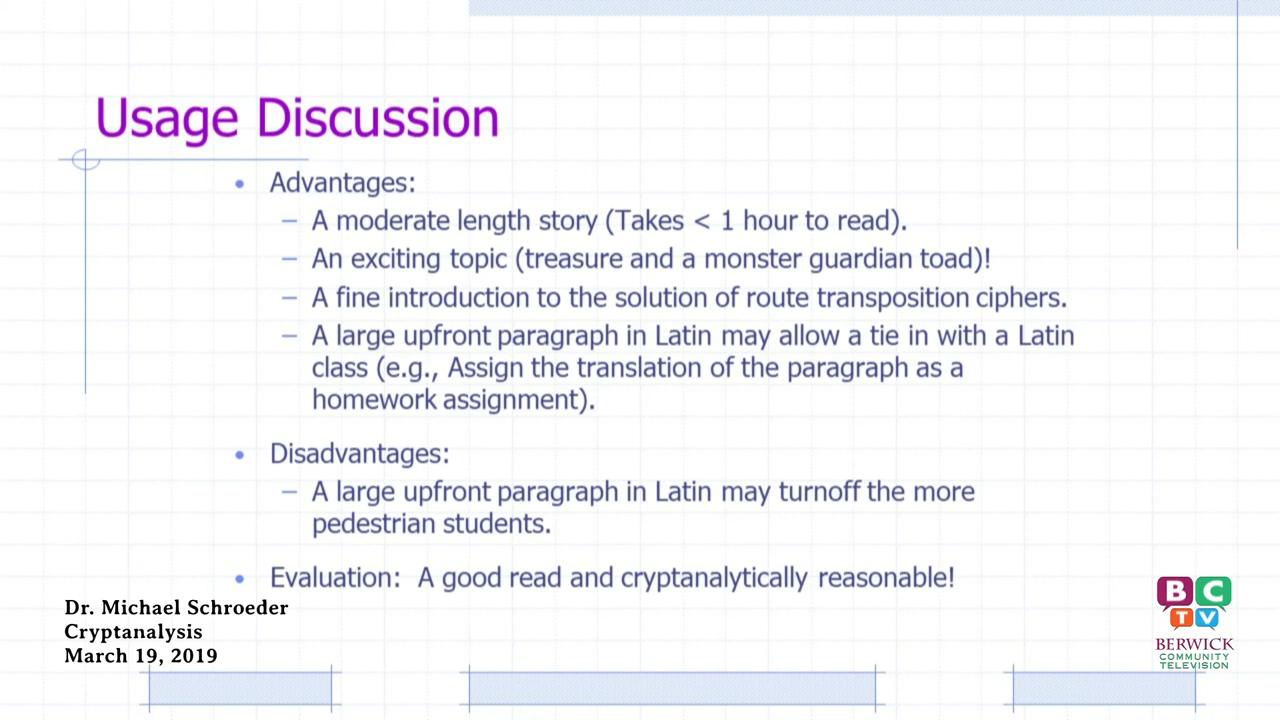 Usage Discussion
• Advantages:
– A moderate length story (Takes < 1 hour to read).
– An exciting topic (treasure and a monster guardian toad)!
– A fine introduction to the solution of route transposition ciphers.
– A large upfront paragraph in Latin may allow a tie in with a Latin
class (e.g., Assign the translation of the paragraph as a
homework assignment).
• Disadvantages:
– A large upfront paragraph in Latin may turnoff the more
pedestrian students.
• Evaluation: A good read and cryptanalytically reasonable!
Dr. Michael Schroeder
Cryptanalysis
March 19, 2019
BC
TV
BERWICK
COMMUNITY
TELEVISION